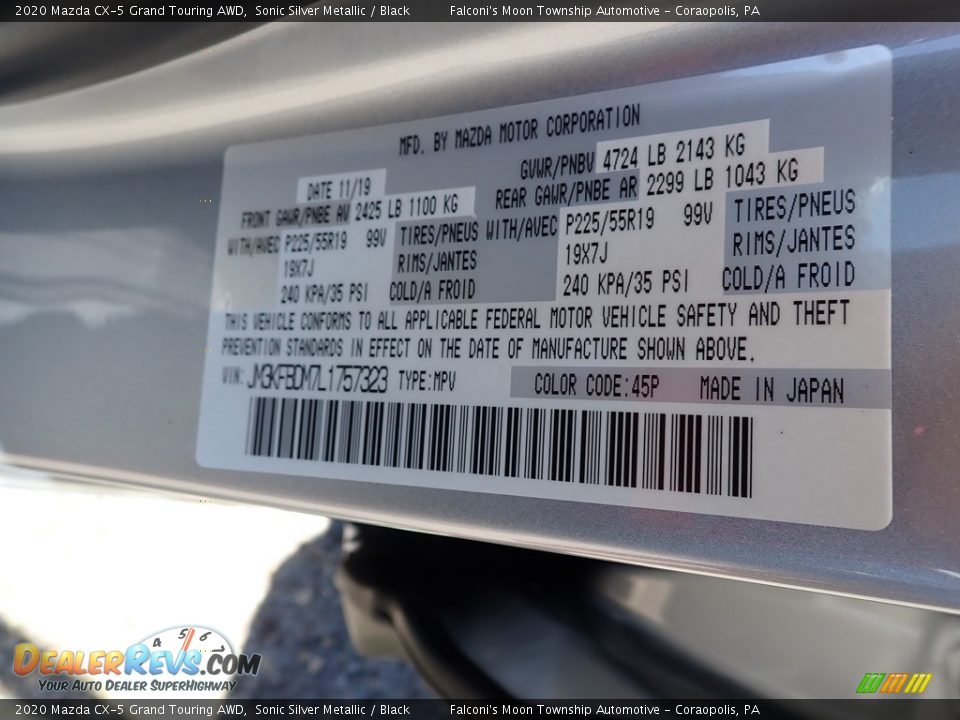 2020 Mazda CX-5 Grand Touring AWD, Sonic Silver Metallic / Black Falconi's Moon Township Automotive - Coraopolis, PA
MFD. BY MAZDA MOTOR CORPORATION
DATE 11/19 GVWR/PNBV 4724 LB 2143 KG
FRONT GAWR/PNBE AV 2425 LB 1100 KG REAR GAWR/PNBE AR 2299 LB 1043 KG
WITH/AVEC P225/55R19 99V TIRES/PNEUS WITH/AVEC P225/55R19 99V TIRES/PNEUS
19X7J RIMS/JANTES 19X7J RIMS/JANTES
240 KPA/35 PSI COLD/A FROID 240 KPA/35 PSI COLD/A FROID
THIS VEHICLE CONFORMS TO ALL APPLICABLE FEDERAL MOTOR VEHICLE SAFETY AND THEFT
PREVENTION STANDARDS IN EFFECT ON THE DATE OF MANUFACTURE SHOWN ABOVE.
VIN: JM3KFBDM7L1757323 TYPE:MPV COLOR CODE:45P MADE IN JAPAN
4 5 6
DEALERREVS.COM
YOUR AUTO DEALER SUPERHIGHWAY
2020 Mazda CX-5 Grand Touring AWD, Sonic Silver Metallic / Black Falconi's Moon Township Automotive - Coraopolis, PA